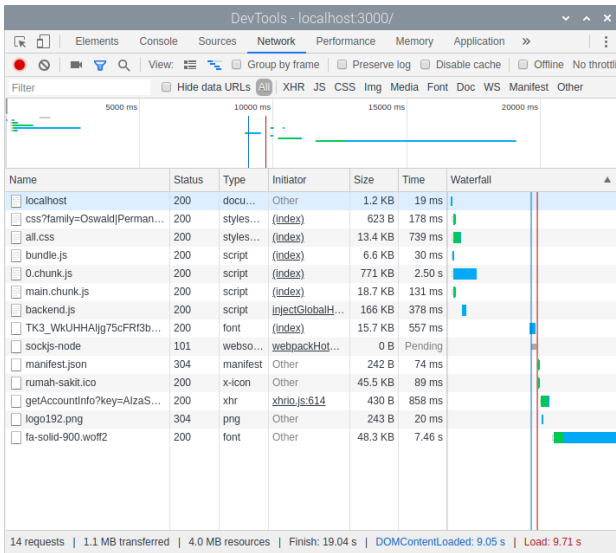 DevTools - localhost:3000/
Elements Console Sources Network Performance Memory Application »
View: Group by frame Preserve log Disable cache Offline No throttli
Filter Hide data URLs All XHR JS CSS Img Media Font Doc WS Manifest Other
5000 ms 10000 ms 15000 ms 20000 ms
Name Status Type Initiator Size Time Waterfall
localhost 200 docu... Other 1.2 KB 19 ms
css?family=Oswald|Perman... 200 styles... (index) 623 B 178 ms
all.css 200 styles... (index) 13.4 KB 739 ms
bundle.js 200 script (index) 6.6 KB 30 ms
0.chunk.js 200 script (index) 771 KB 2.50 s
main.chunk.js 200 script (index) 18.7 KB 131 ms
backend.js 200 script injectGlobalH... 166 KB 378 ms
TK3_WkUHHAIjg75cFRf3b... 200 font (index) 15.7 KB 557 ms
sockjs-node 101 webso... webpackHot... 0 B Pending
manifest.json 304 manifest Other 242 B 74 ms
rumah-sakit.ico 200 x-icon Other 45.5 KB 89 ms
getAccountInfo?key=AIzaS... 200 xhr xhrio.js:614 430 B 858 ms
logo192.png 304 png Other 243 B 20 ms
fa-solid-900.woff2 200 font Other 48.3 KB 7.46 s
14 requests | 1.1 MB transferred | 4.0 MB resources | Finish: 19.04 s | DOMContentLoaded: 9.05 s | Load: 9.71 s